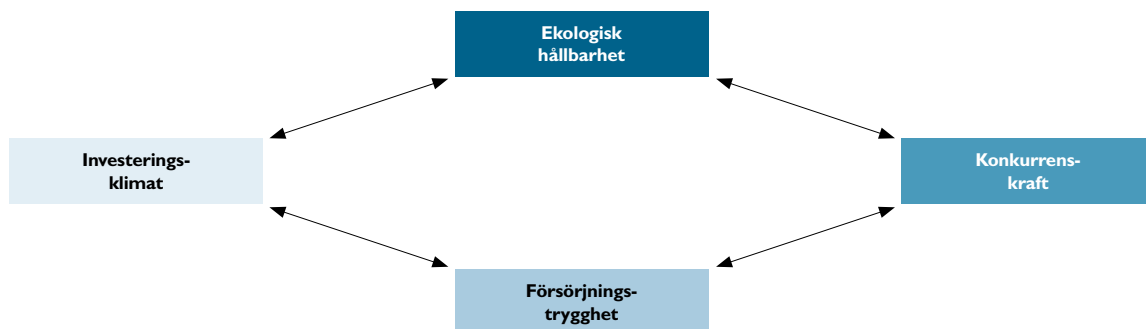 Ekologisk
hållbarhet
Investerings-
klimat
Konkurrens-
kraft
Försörjnings-
trygghet